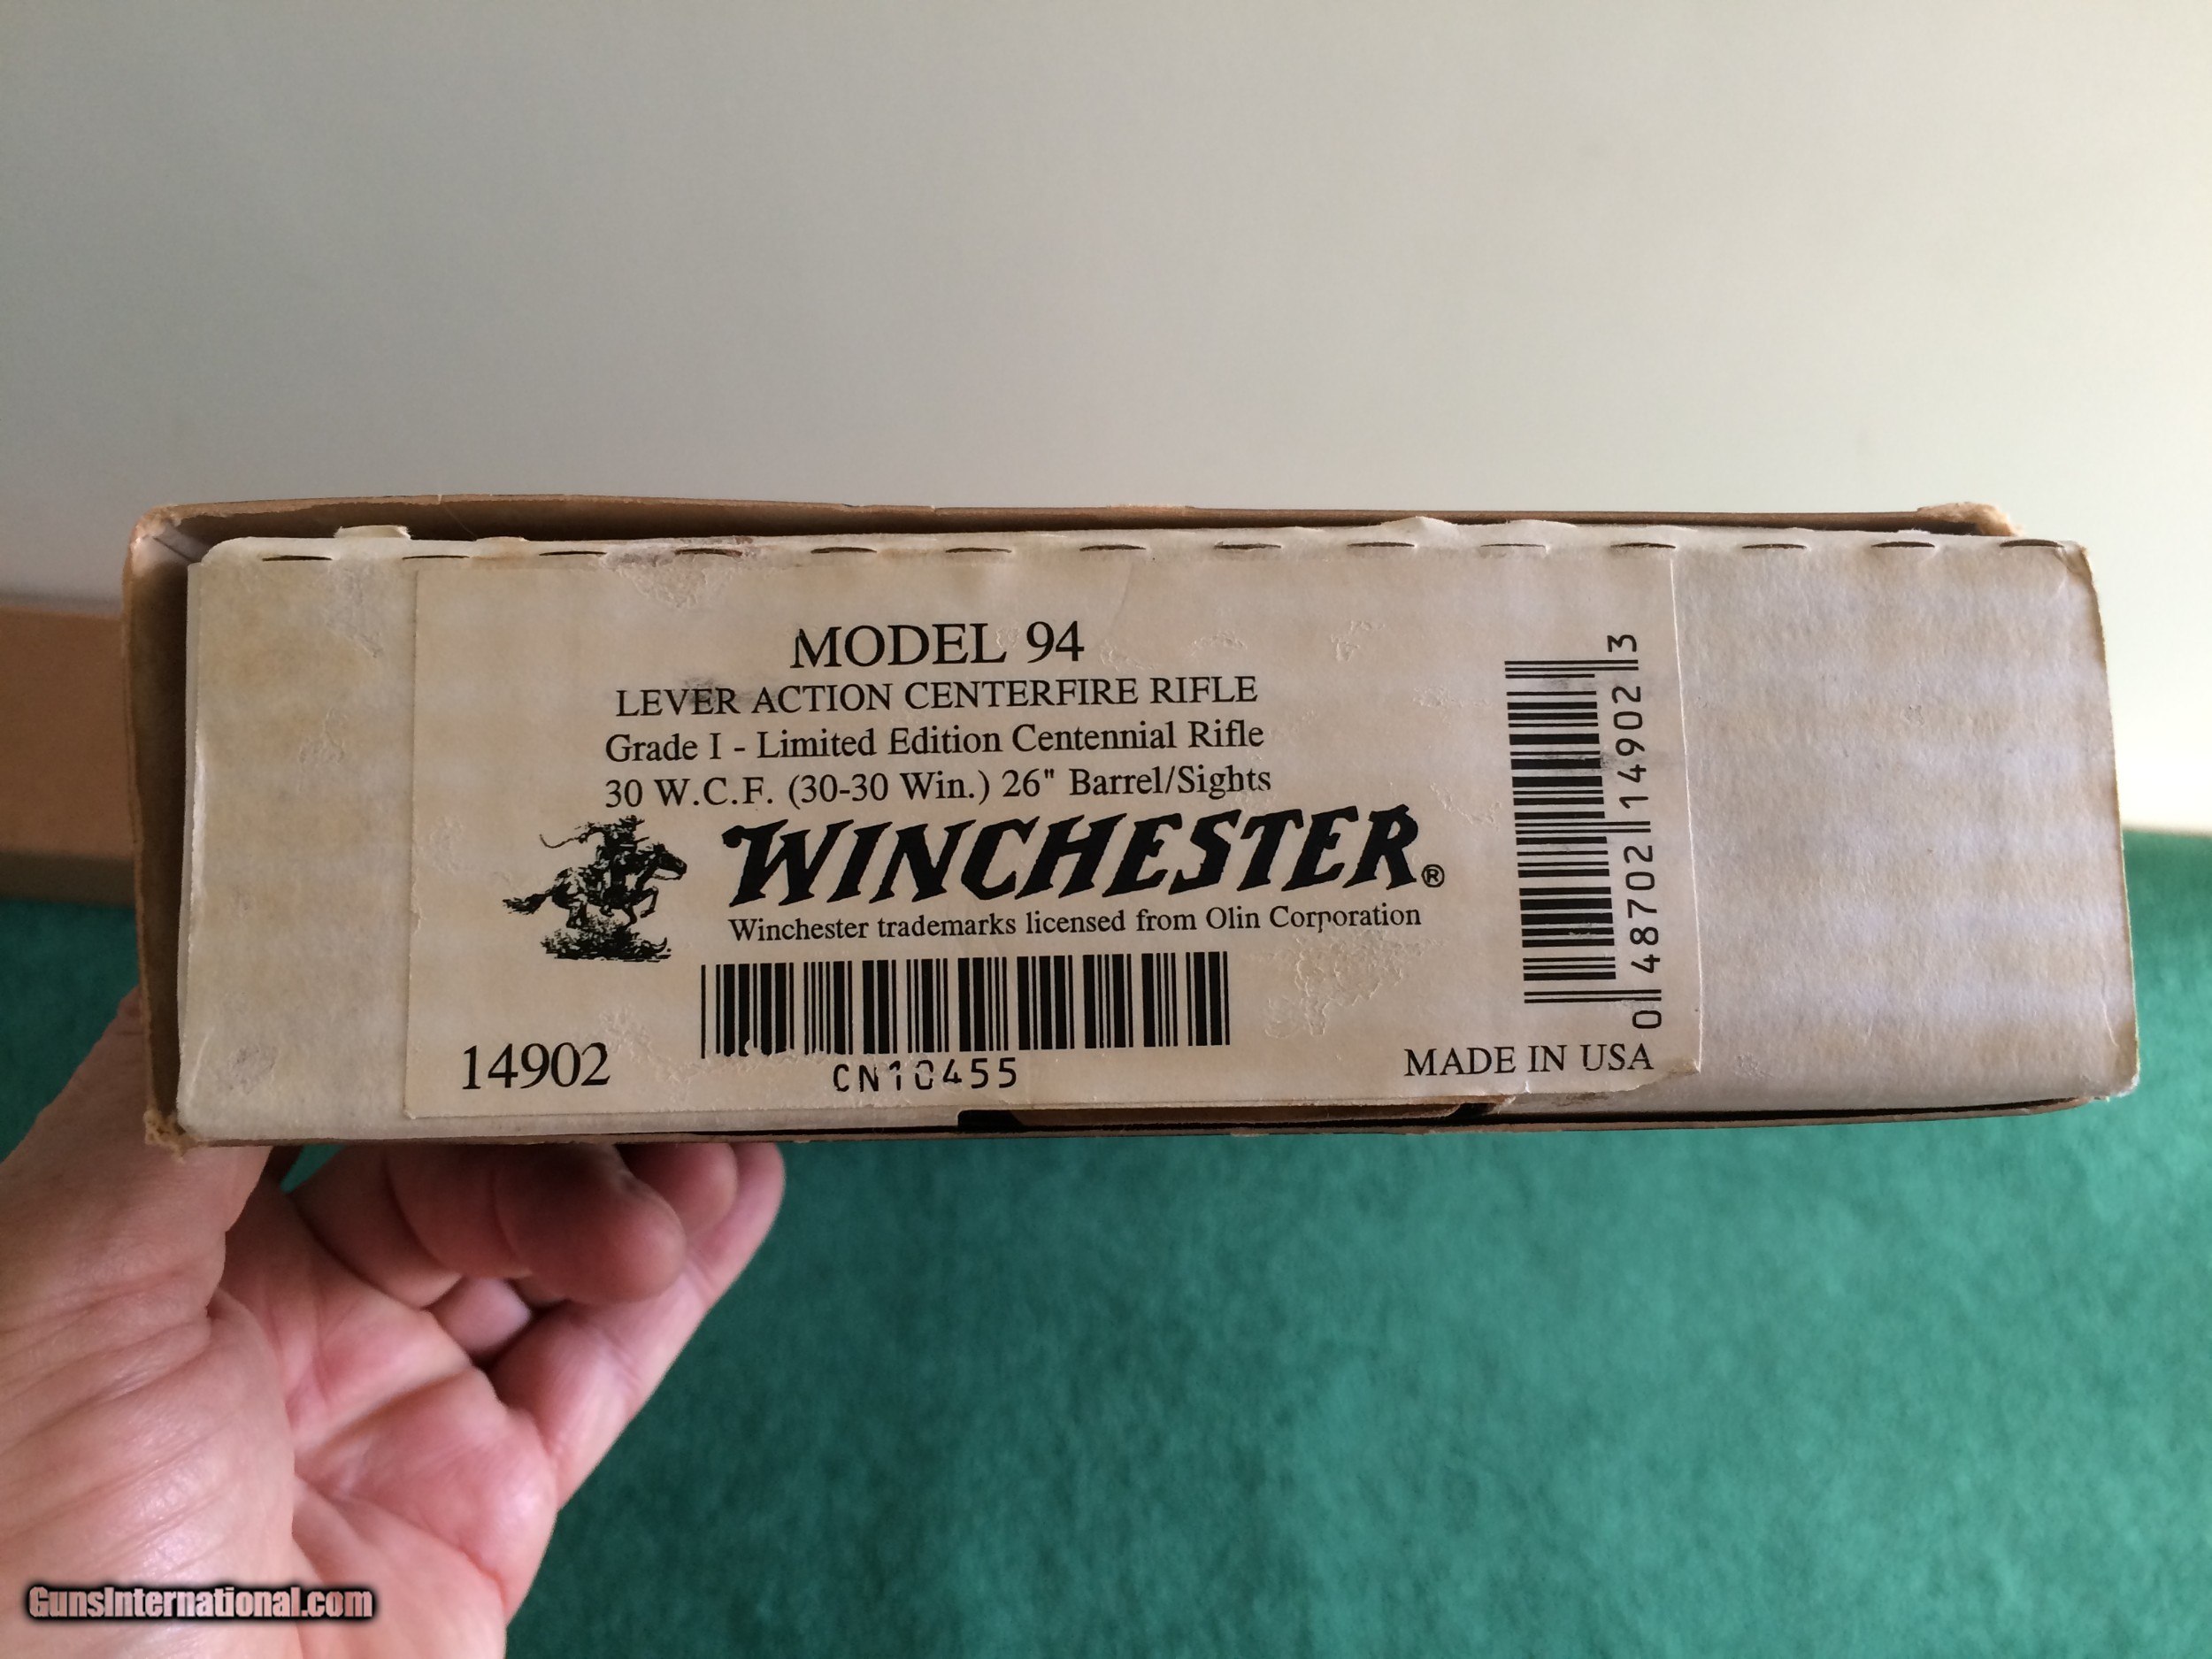 MODEL 94
LEVER ACTION CENTERFIRE RIFLE
Grade I - Limited Edition Centennial Rifle
30 W.C.F. (30-30 Win.) 26" Barrel/Sights
WINCHESTER®
Winchester trademarks licensed from Olin Corporation
14902
CN10455
MADE IN USA
0 48702 14902 3
GunsInternational.com